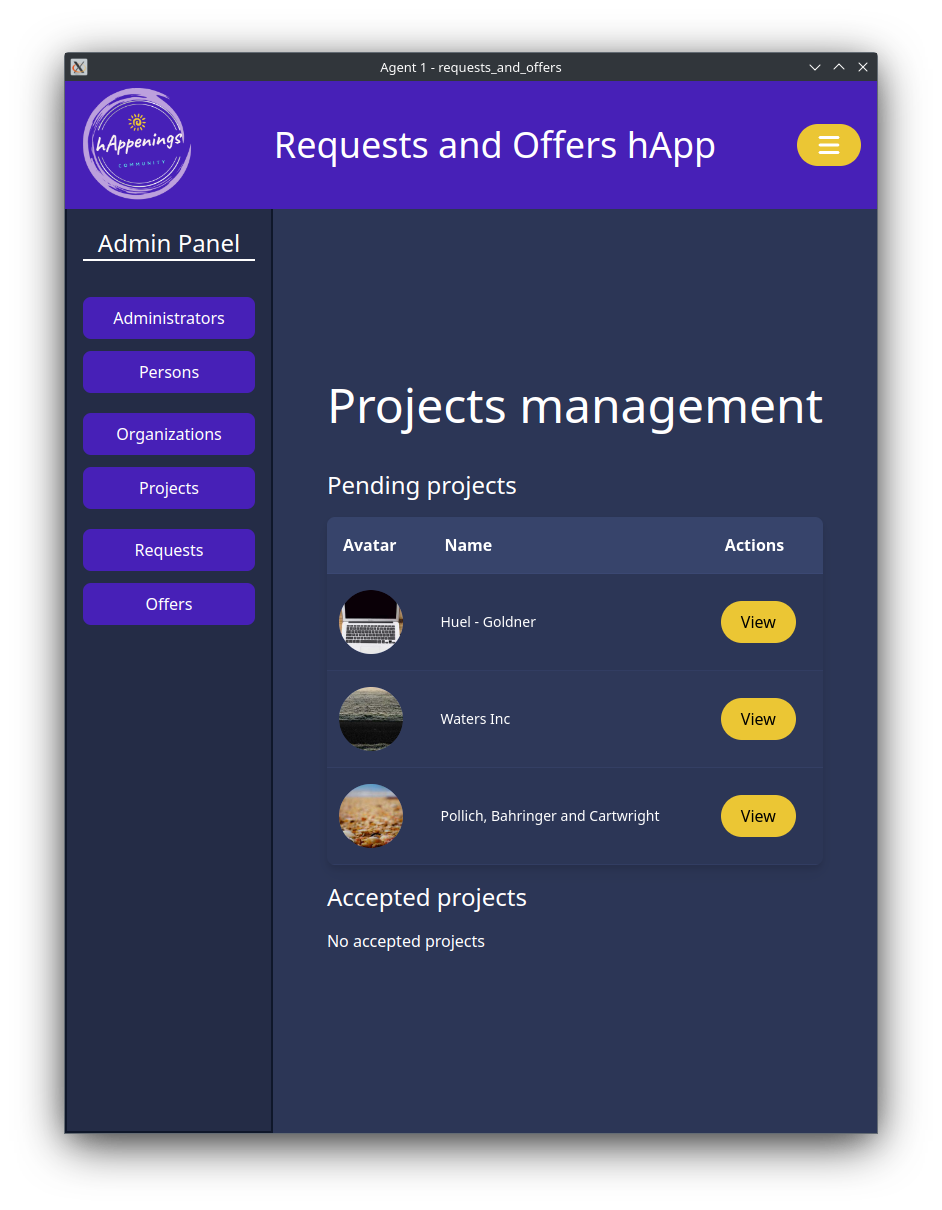 Agent 1 - requests_and_offers
hAppenings
COMMUNITY
Requests and Offers hApp
Admin Panel
Administrators
Persons
Organizations
Projects
Requests
Offers
Projects management
Pending projects
Avatar Name Actions
Huel - Goldner View
Waters Inc View
Pollich, Bahringer and Cartwright View
Accepted projects
No accepted projects